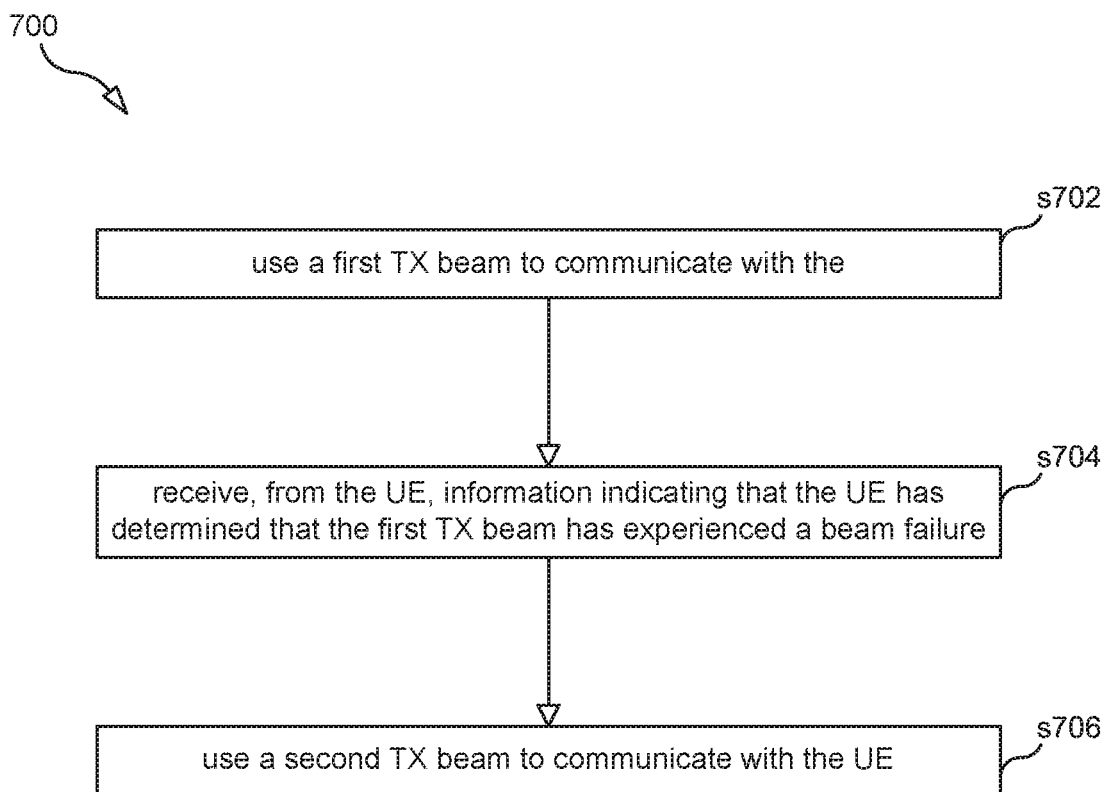 700
s702
use a first TX beam to communicate with the
s704
receive, from the UE, information indicating that the UE has
determined that the first TX beam has experienced a beam failure
s706
use a second TX beam to communicate with the UE